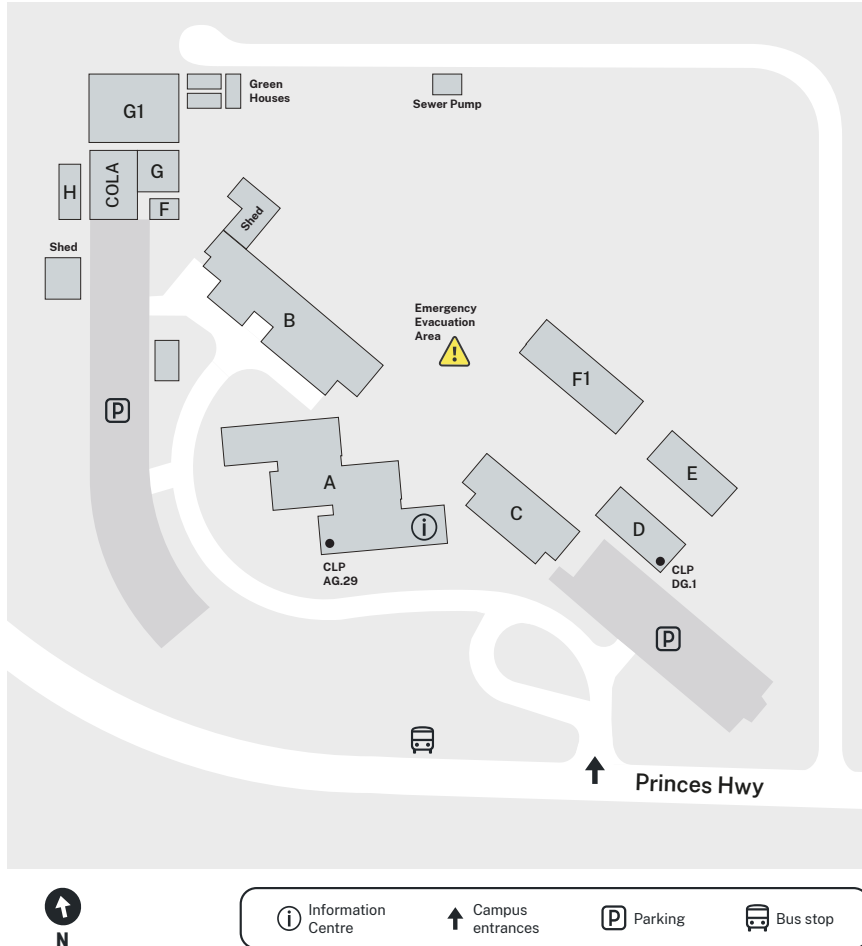 G1
Green
Houses
Sewer Pump
H
COLA
G
F
Shed
Shed
B
Emergency
Evacuation
Area
!
F1
P
A
E
C
D
i
CLP
AG.29
CLP
DG.1
P
Princes Hwy
N
i Information
Centre
Campus
entrances
P Parking
Bus stop